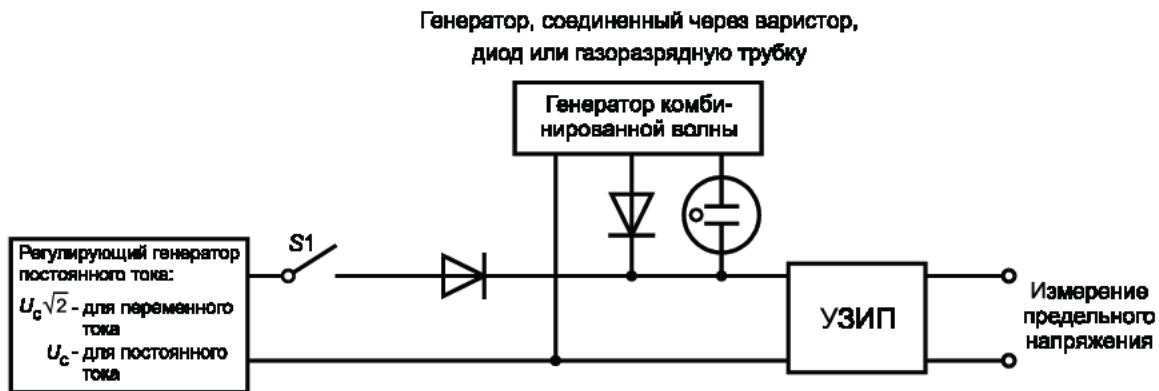 Генератор, соединенный через варистор,
диод или газоразрядную трубку
Генератор комби-
нированной волны
Регулирующий генератор
постоянного тока:
U_c√2 - для переменного
тока
U_c - для постоянного
тока
S1
УЗИП
Измерение
предельного
напряжения